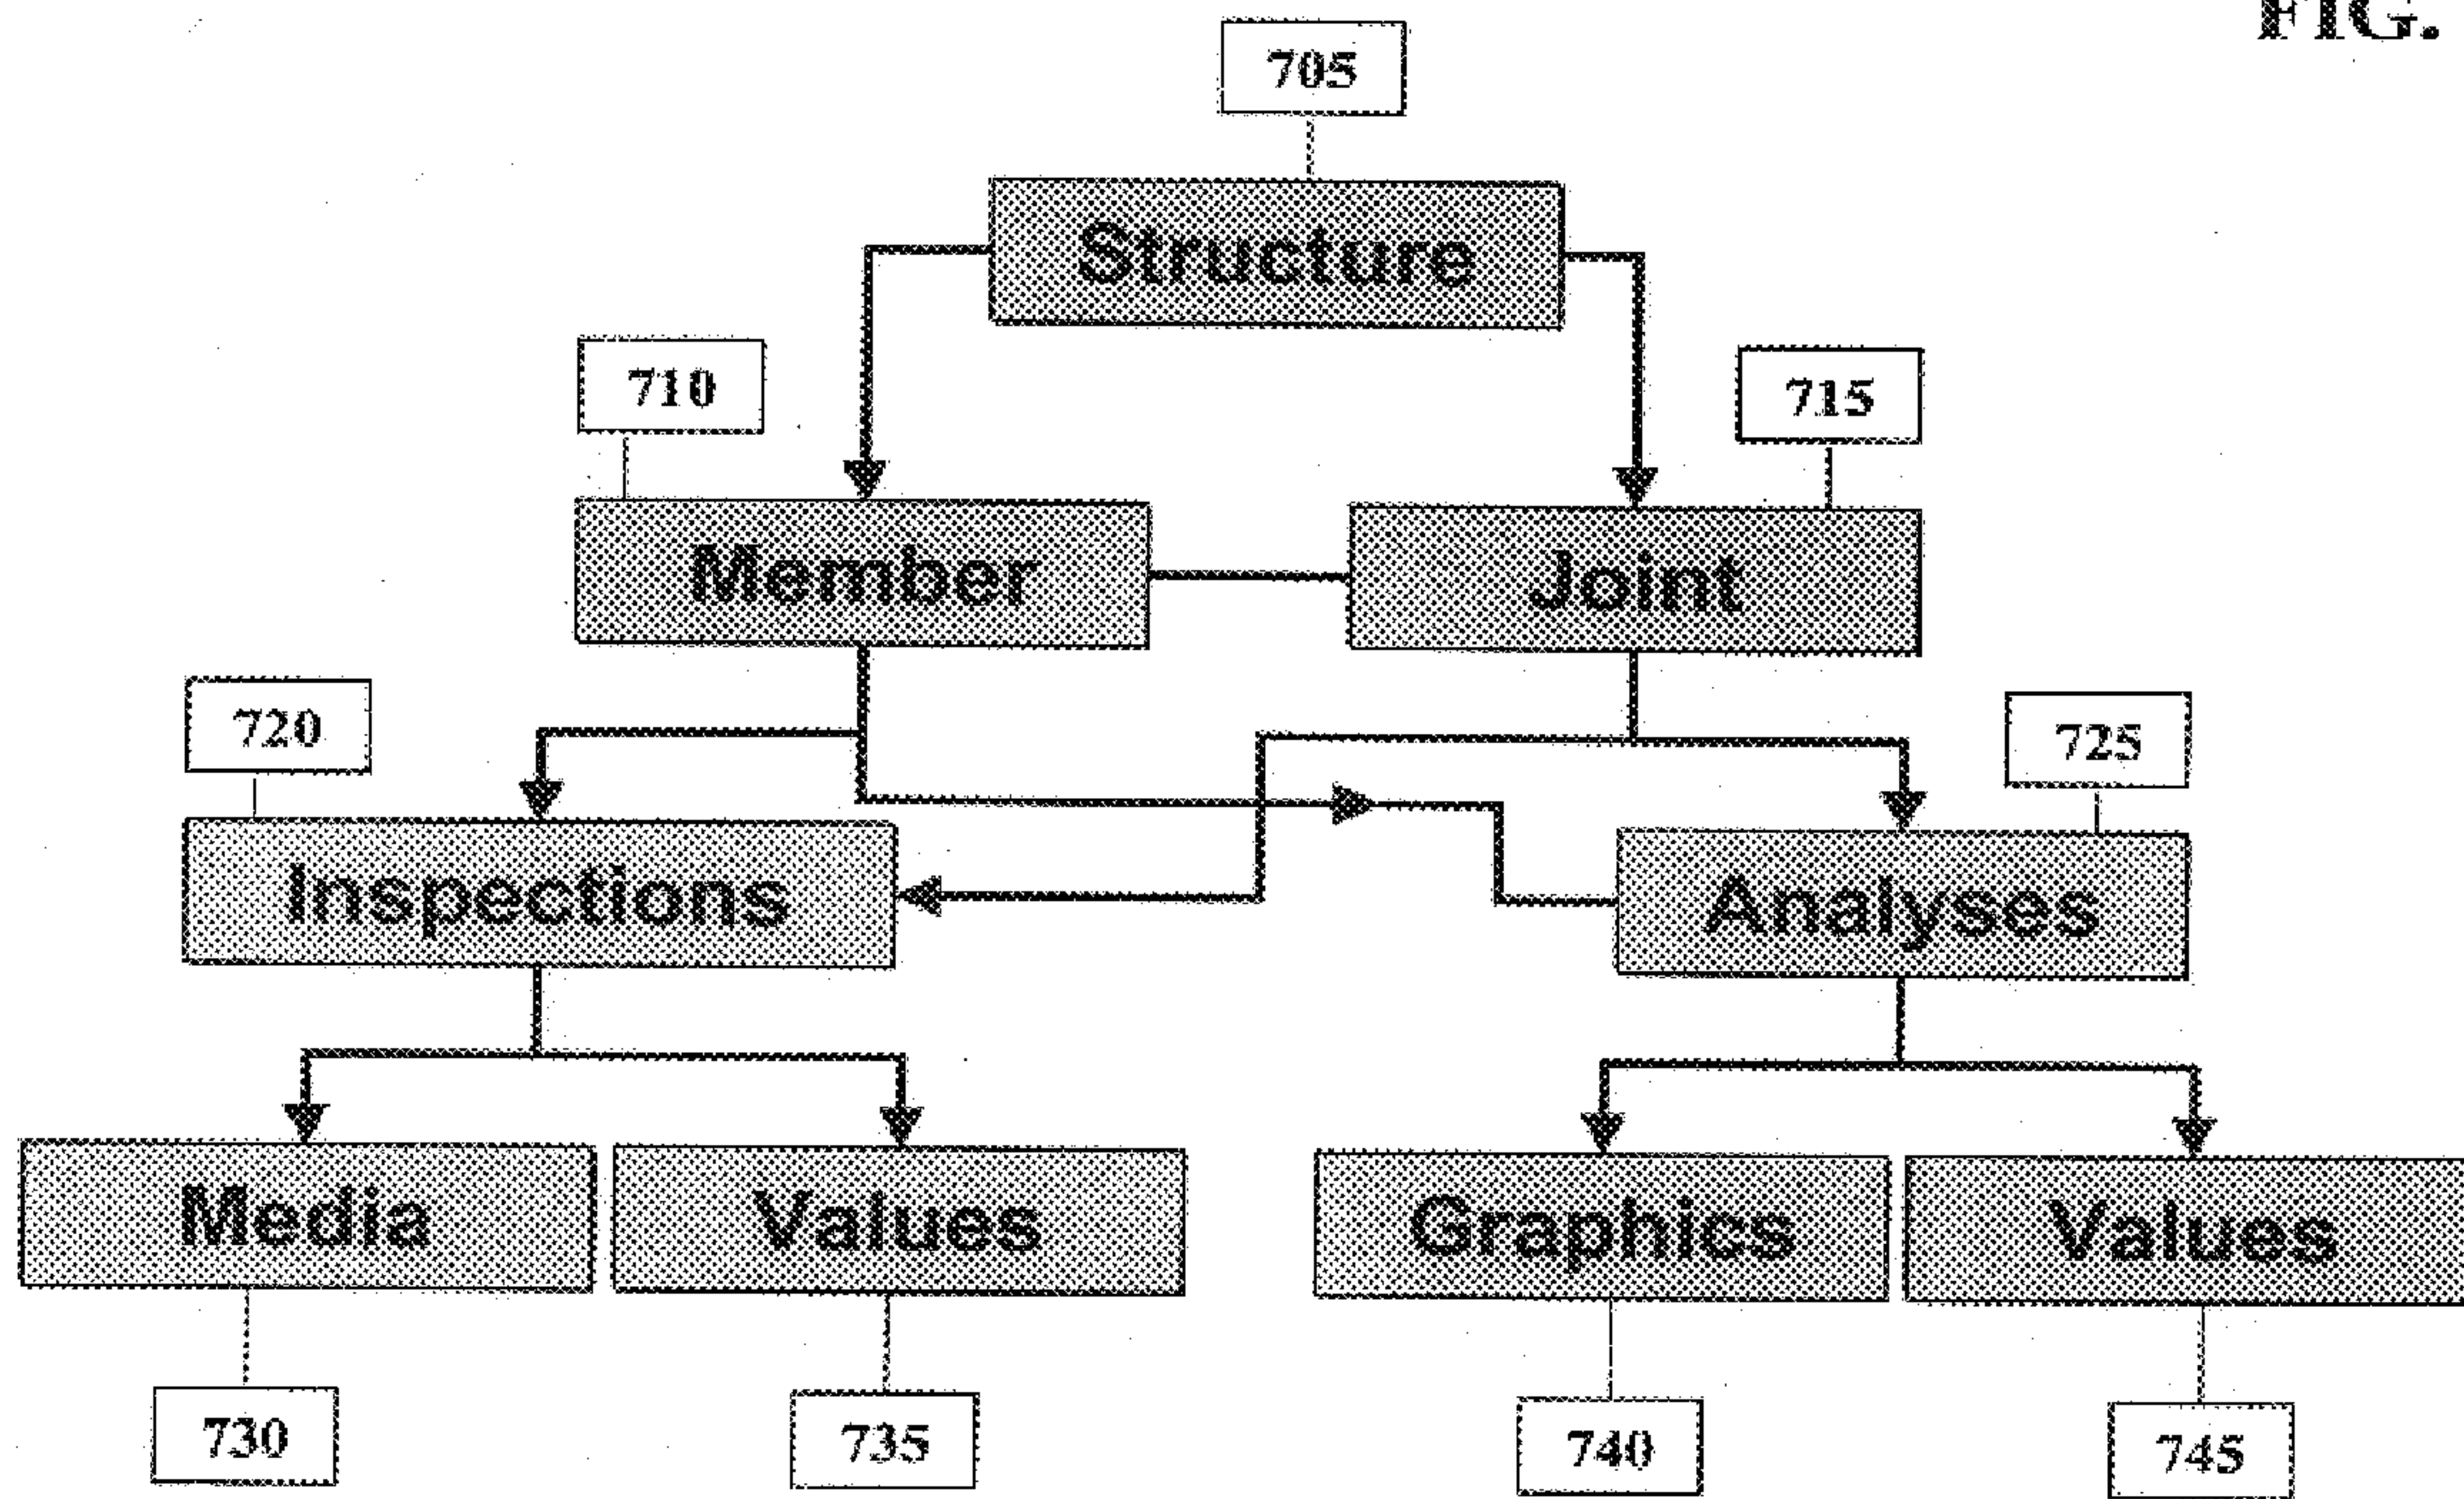 FIG.
705
Structure
710
715
Member
Joint
720
725
Inspections
Analyses
Media
Values
Graphics
Values
730
735
740
745